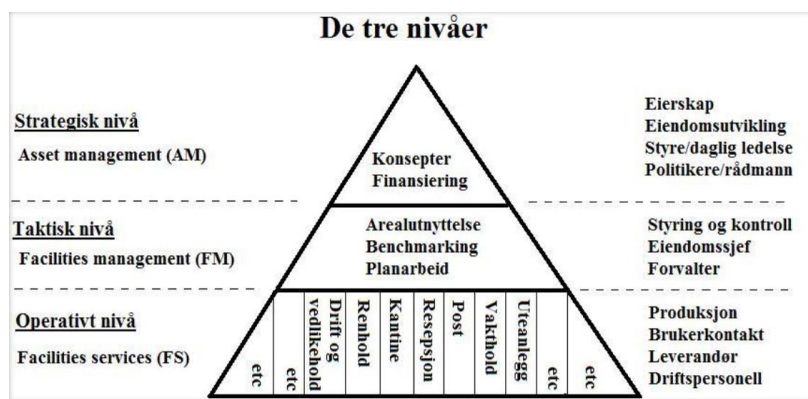 De tre nivåer
Strategisk nivå
Asset management (AM)
Konsepter
Finansiering
Eierskap
Eiendomsutvikling
Styre/daglig ledelse
Politikere/rådmann
Taktisk nivå
Facilities management (FM)
Arealutnyttelse
Benchmarking
Planarbeid
Styring og kontroll
Eiendomssjef
Forvalter
Operativt nivå
Facilities services (FS)
etc
etc
Drift og
vedlikehold
Renhold
Kantine
Resepsjon
Post
Vakthold
Uteanlegg
etc
etc
Produksjon
Brukerkontakt
Leverandør
Driftspersonell